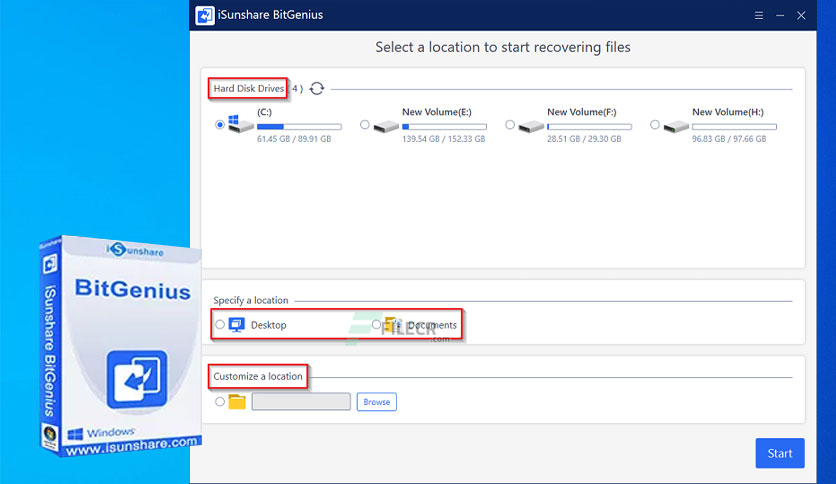 iSunshare BitGenius
Select a location to start recovering files
Hard Disk Drives 4 )
(C:)
61.45 GB / 89.91 GB
New Volume(E:)
139.54 GB / 152.33 GB
New Volume(F:)
28.51 GB / 29.30 GB
New Volume(H:)
96.83 GB / 97.66 GB
Specify a location
Desktop
Documents
FILECR
.com
Customize a location
Browse
Start
iSunshare
BitGenius
iSunshare BitGenius
Windows
www.isunshare.com